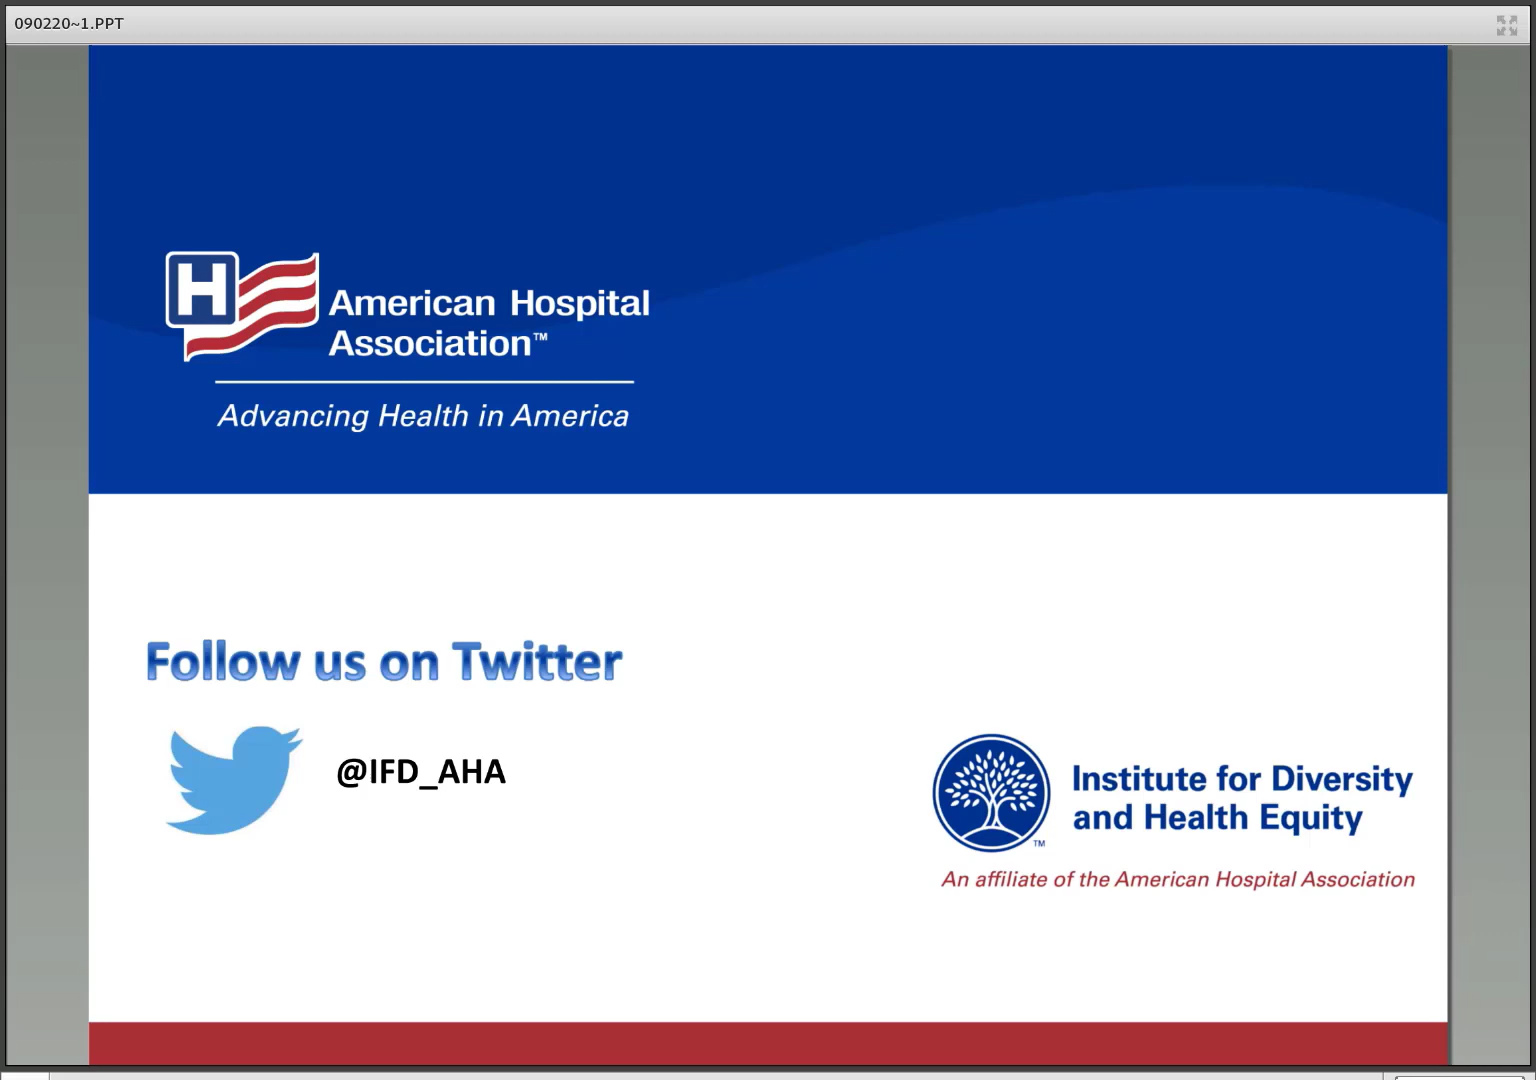 090220~1.PPT
H
American Hospital
Association™
Advancing Health in America
Follow us on Twitter
@IFD_AHA
Institute for Diversity
and Health Equity
™
An affiliate of the American Hospital Association